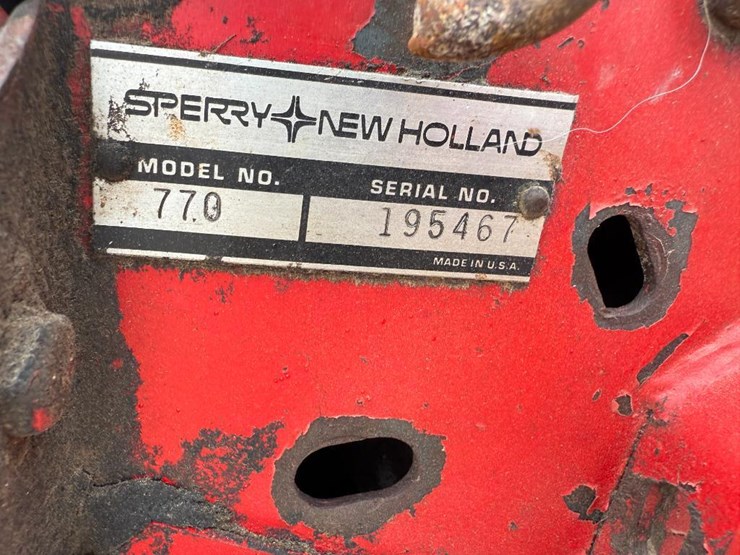 SPERRY NEW HOLLAND
MODEL NO. SERIAL NO.
770 195467
MADE IN U.S.A.